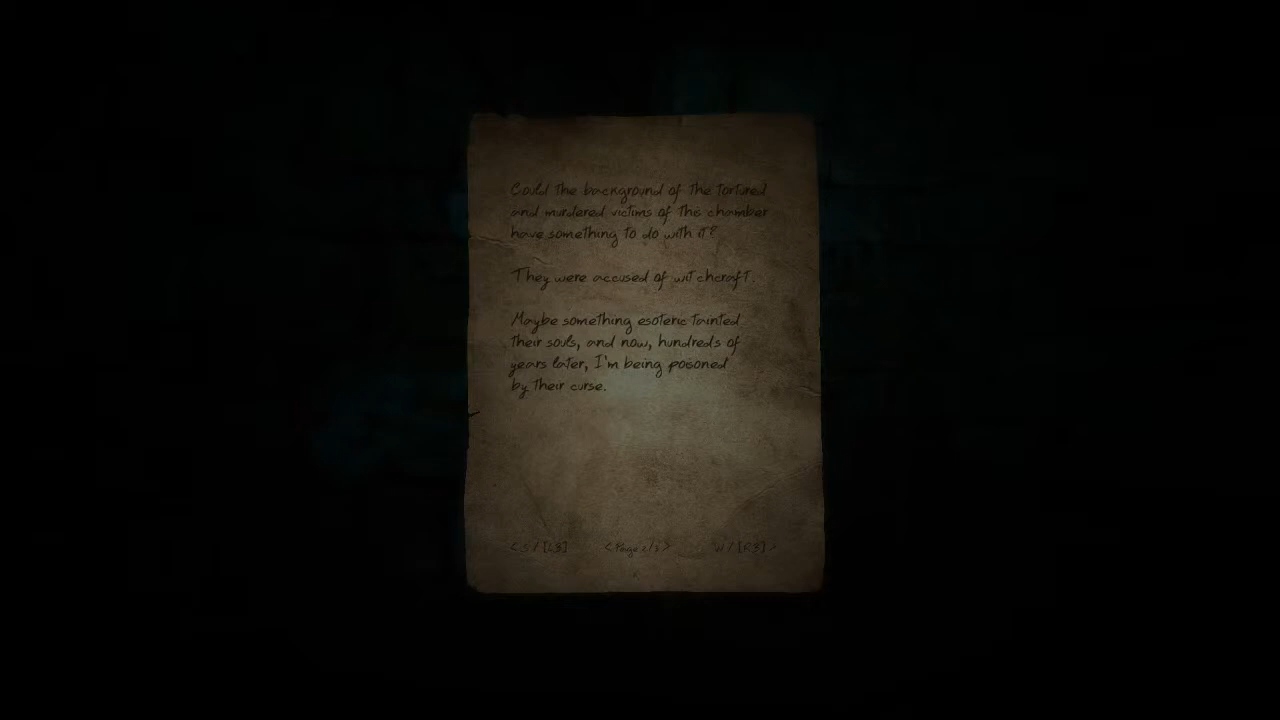 Could the background of the tortured
and murdered victims of this chamber
have something to do with it?
They were accused of witchcraft.
Maybe something esoteric tainted
their souls, and now, hundreds of
years later, I'm being poisoned
by their curse.
<Page